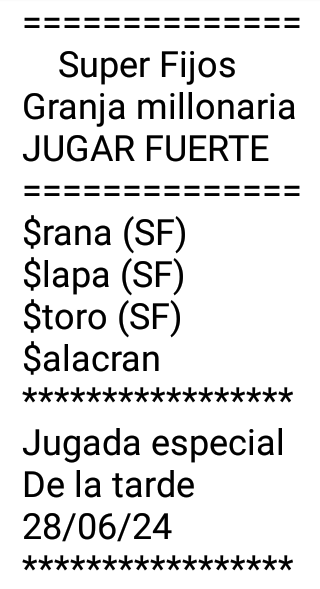 ==============
Super Fijos
Granja millonaria
JUGAR FUERTE
==============
$rana (SF)
$lapa (SF)
$toro (SF)
$alacran
*****************
Jugada especial
De la tarde
28/06/24
*****************